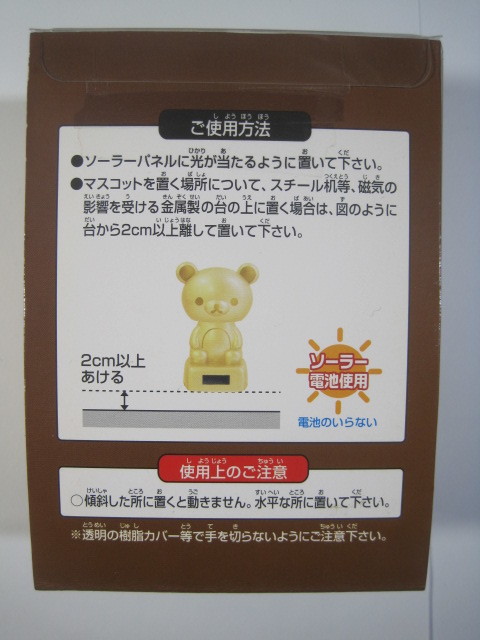 ご使用方法
●ソーラーパネルに光が当たるように置いて下さい。
●マスコットを置く場所について、スチール机等、磁気の
影響を受ける金属製の台の上に置く場合は、図のように
台から2cm以上離して置いて下さい。
2cm以上
あける
ソーラー
電池使用
電池のいらない
使用上のご注意
○傾斜した所に置くと動きません。水平な所に置いて下さい。
※透明の樹脂カバー等で手を切らないようにご注意下さい。